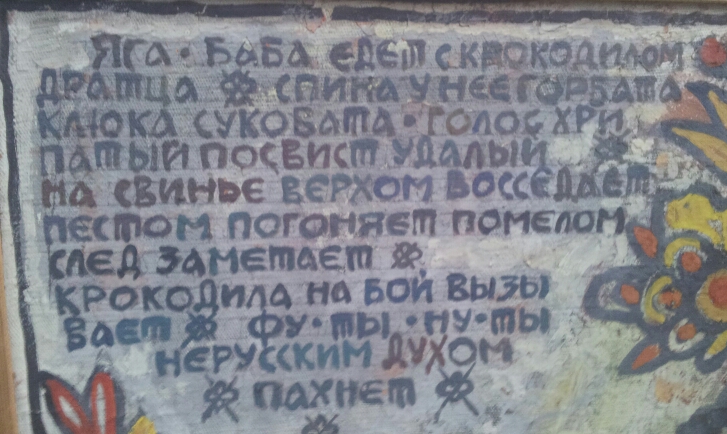 ЯГА • БАБА ЕДЕТ С КРОКОДИЛОМ
ДРАТЦА СПИНА У НЕЕ ГОРБАТА
КЛЮКА СУКОВАТА • ГОЛОС ХРИ
ПАТЫЙ ПОСВИСТ УДАЛЫЙ
НА СВИНЬЕ ВЕРХОМ ВОССЕДАЕТ
ПЕСТОМ ПОГОНЯЕТ ПОМЕЛОМ
СЛЕД ЗАМЕТАЕТ
КРОКОДИЛА НА БОЙ ВЫЗЫ
ВАЕТ ФУ • ТЫ • НУ • ТЫ
НЕРУССКИМ ДУХОМ
ПАХНЕТ